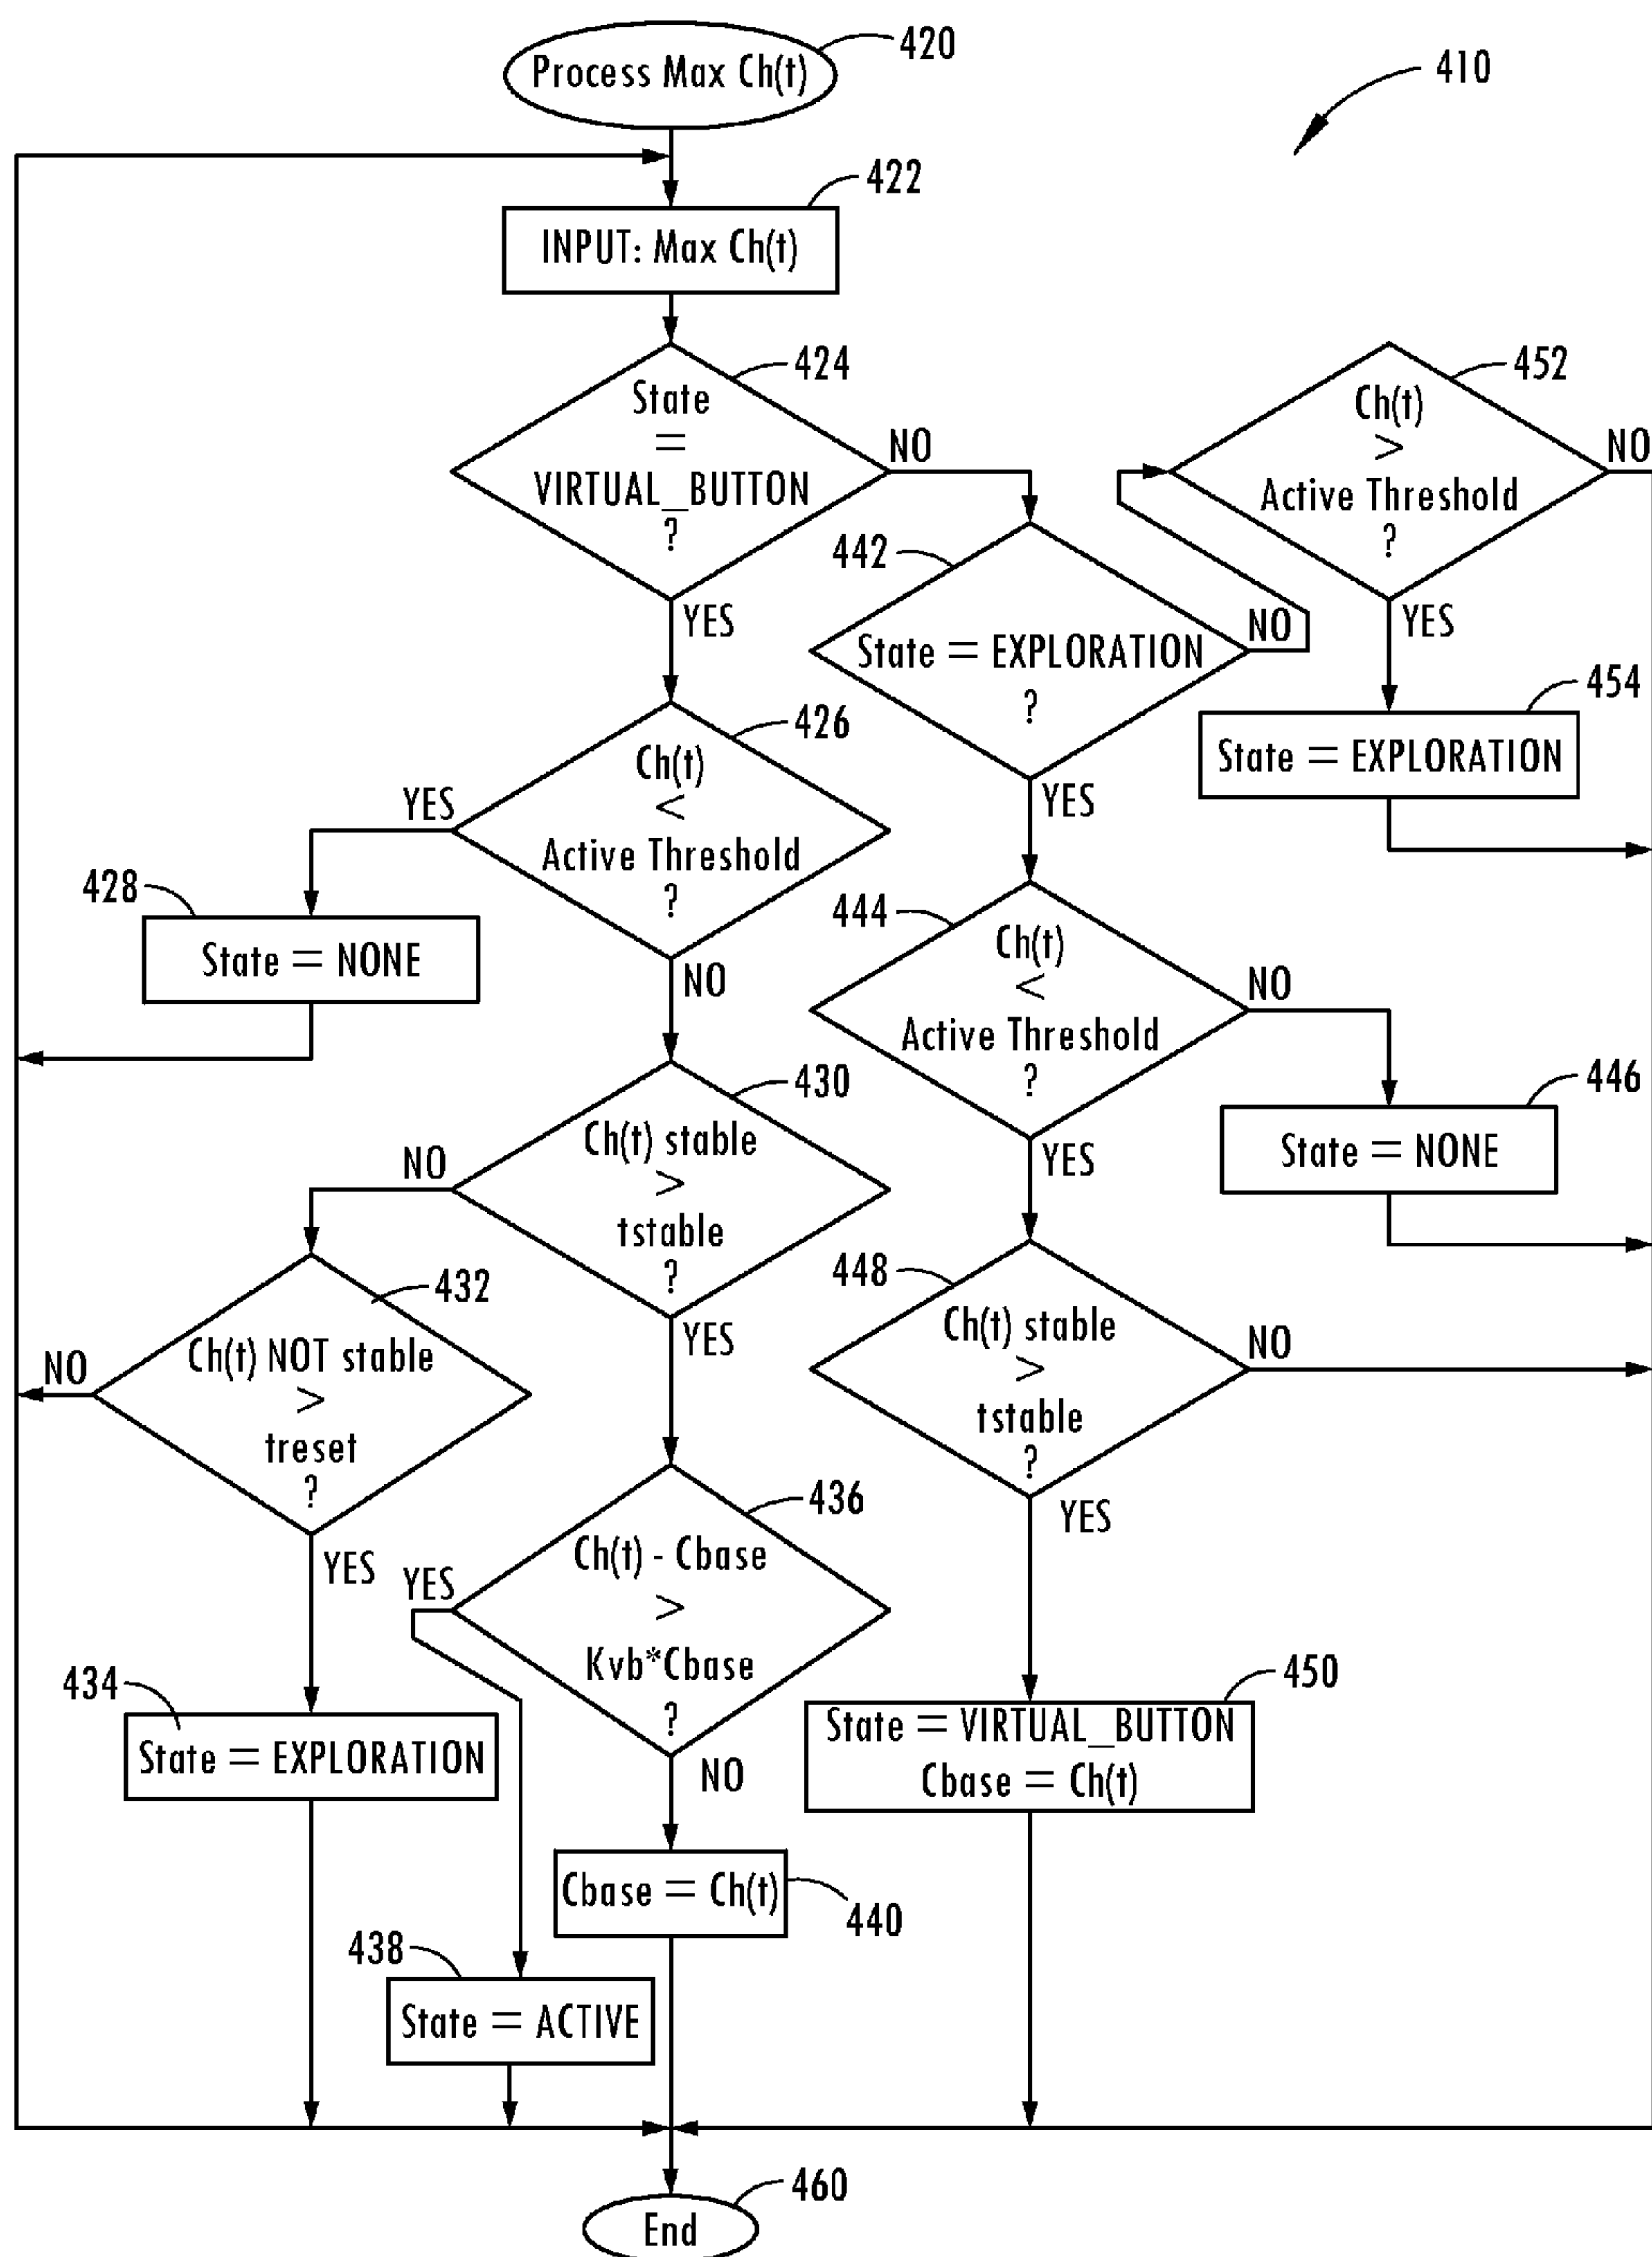 Process Max Ch(t)
420
410
422
INPUT: Max Ch(t)
424
State
=
VIRTUAL_BUTTON
?
NO
YES
452
Ch(t)
>
Active Threshold
?
NO
YES
442
State = EXPLORATION
?
NO
YES
454
State = EXPLORATION
426
Ch(t)
<
Active Threshold
?
YES
NO
428
State = NONE
444
Ch(t)
<
Active Threshold
?
NO
YES
446
State = NONE
430
Ch(t) stable
>
tstable
?
NO
YES
432
Ch(t) NOT stable
>
treset
?
NO
YES
448
Ch(t) stable
>
tstable
?
NO
YES
436
Ch(t) - Cbase
>
Kvb*Cbase
?
YES
NO
434
State = EXPLORATION
450
State = VIRTUAL_BUTTON
Cbase = Ch(t)
Cbase = Ch(t)
440
438
State = ACTIVE
460
End